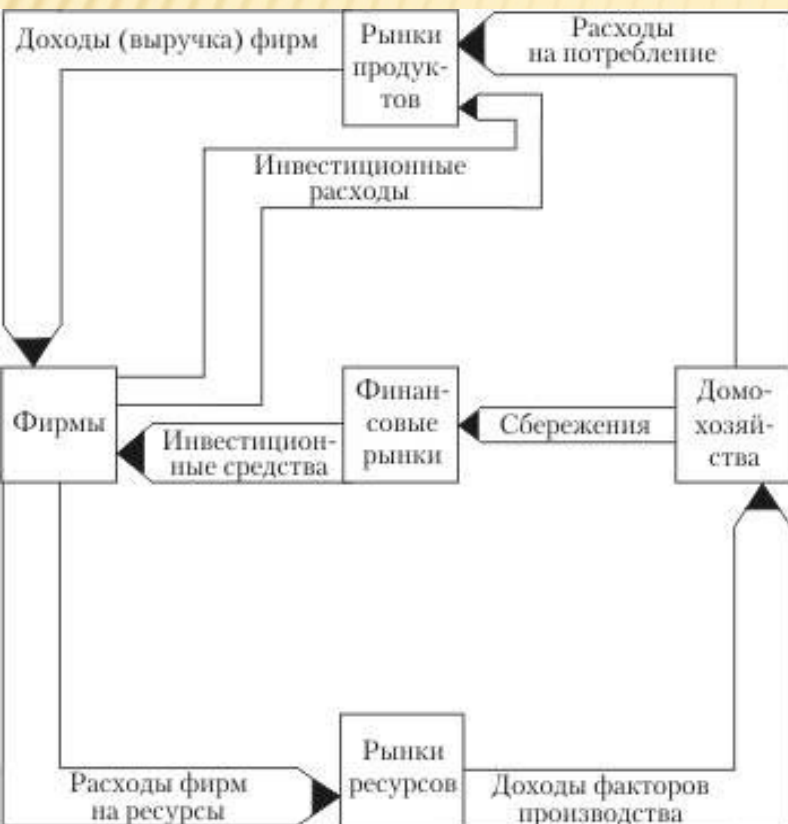 Доходы (выручка) фирм
Рынки
продук-
тов
Расходы
на потребление
Инвестиционные
расходы
Фирмы
Инвестицион-
ные средства
Финан-
совые
рынки
Сбережения
Домо-
хозяй-
ства
Расходы фирм
на ресурсы
Рынки
ресурсов
Доходы факторов
производства